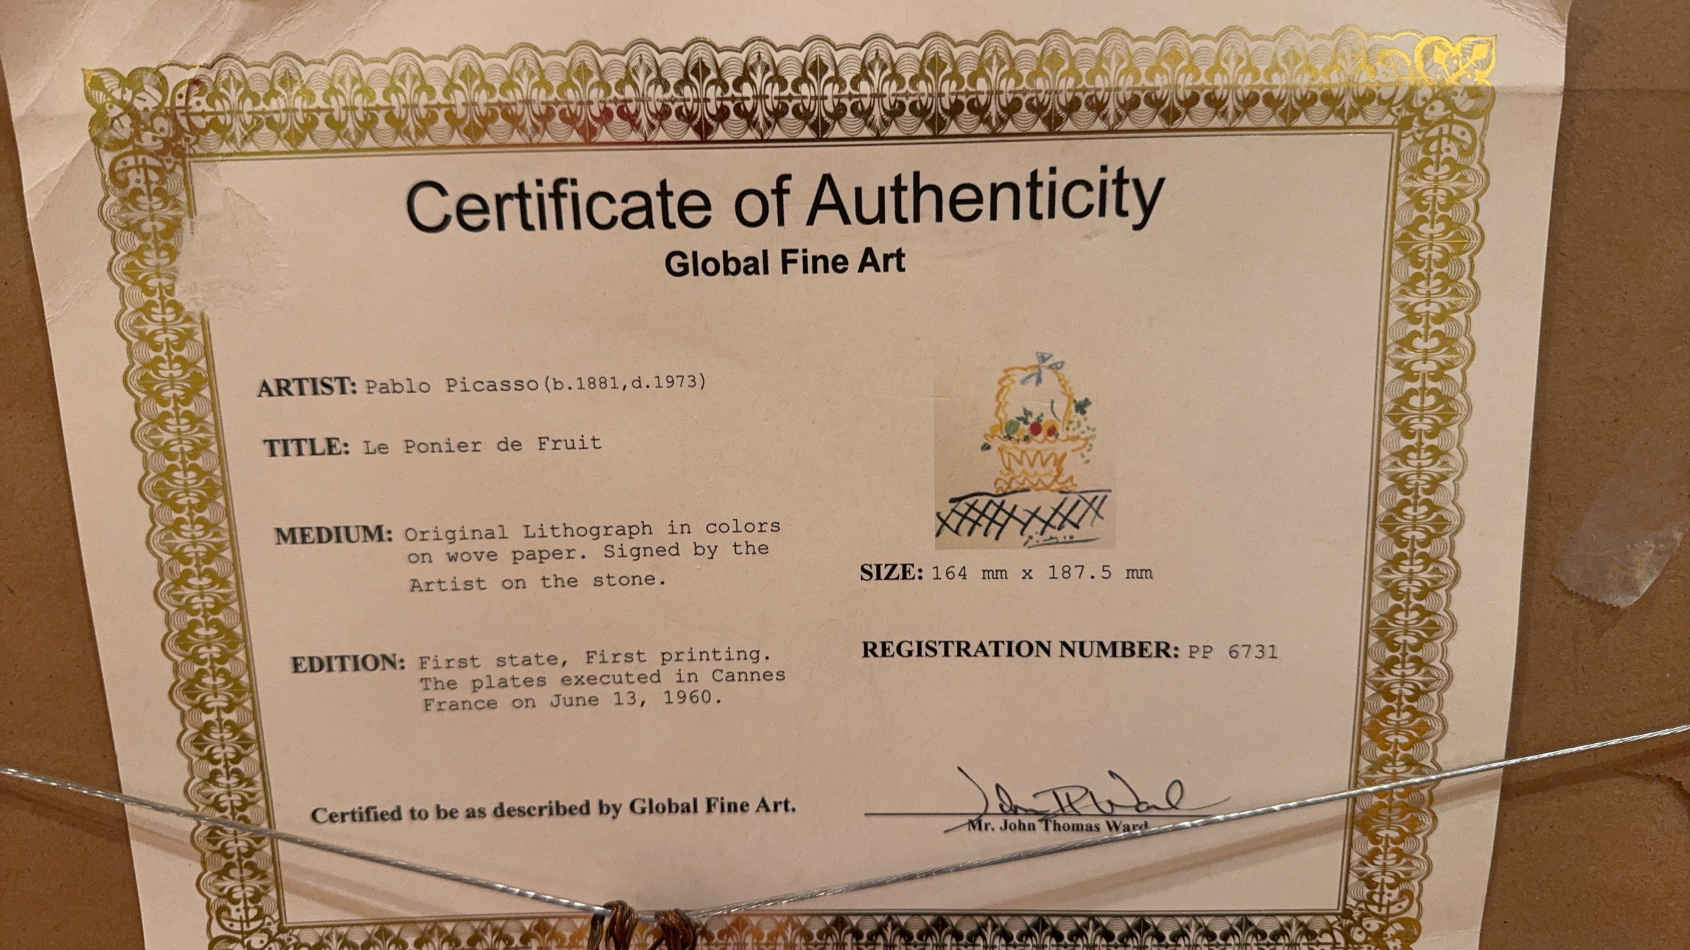 Certificate of Authenticity
Global Fine Art
ARTIST: Pablo Picasso(b.1881,d.1973)
TITLE: Le Ponier de Fruit
MEDIUM: Original Lithograph in colors
on wove paper. Signed by the
Artist on the stone.
Picasso
SIZE: 164 mm x 187.5 mm
EDITION: First state, First printing.
The plates executed in Cannes
France on June 13, 1960.
REGISTRATION NUMBER: PP 6731
Certified to be as described by Global Fine Art.
John T Ward
Mr. John Thomas Ward